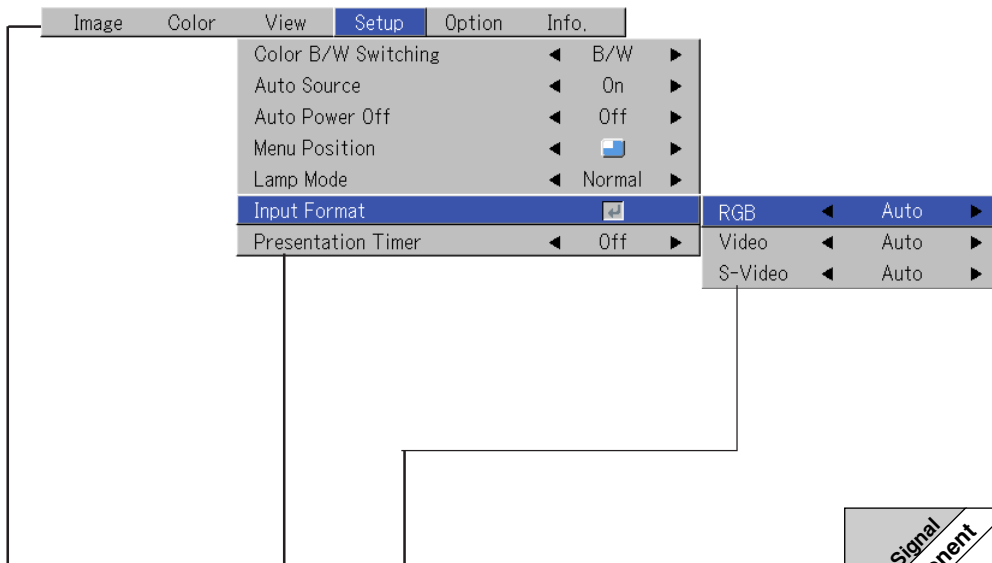 Image Color View Setup Option Info.
Color B/W Switching B/W
Auto Source On
Auto Power Off Off
Menu Position
Lamp Mode Normal
Input Format RGB Auto
Presentation Timer Off Video Auto
S-Video Auto
Signal